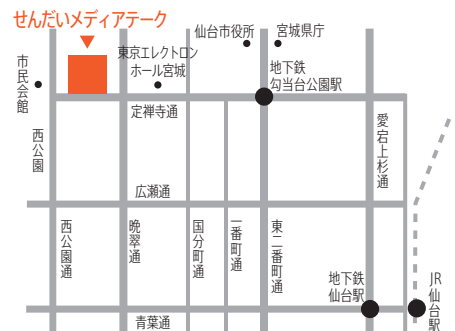 せんだいメディアテーク
仙台市役所
宮城県庁
東京エレクトロン
ホール宮城
市民会館
地下鉄
勾当台公園駅
定禅寺通
西公園
愛宕上杉通
広瀬通
西公園通
晩翠通
国分町通
一番町通
東二番町通
地下鉄
仙台駅
JR
仙台駅
青葉通